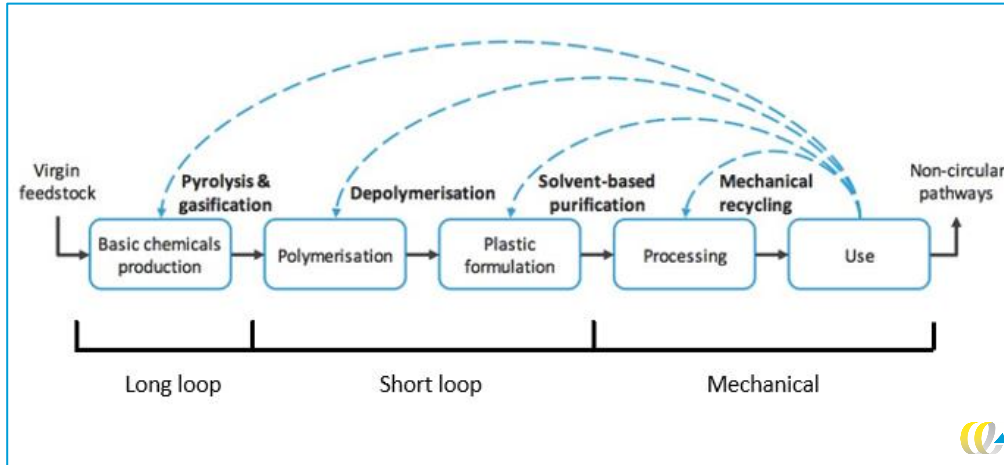 Virgin
feedstock
Pyrolysis &
gasification
Depolymerisation
Solvent-based
purification
Mechanical
recycling
Non-circular
pathways
Basic chemicals
production
Polymerisation
Plastic
formulation
Processing
Use
Long loop
Short loop
Mechanical